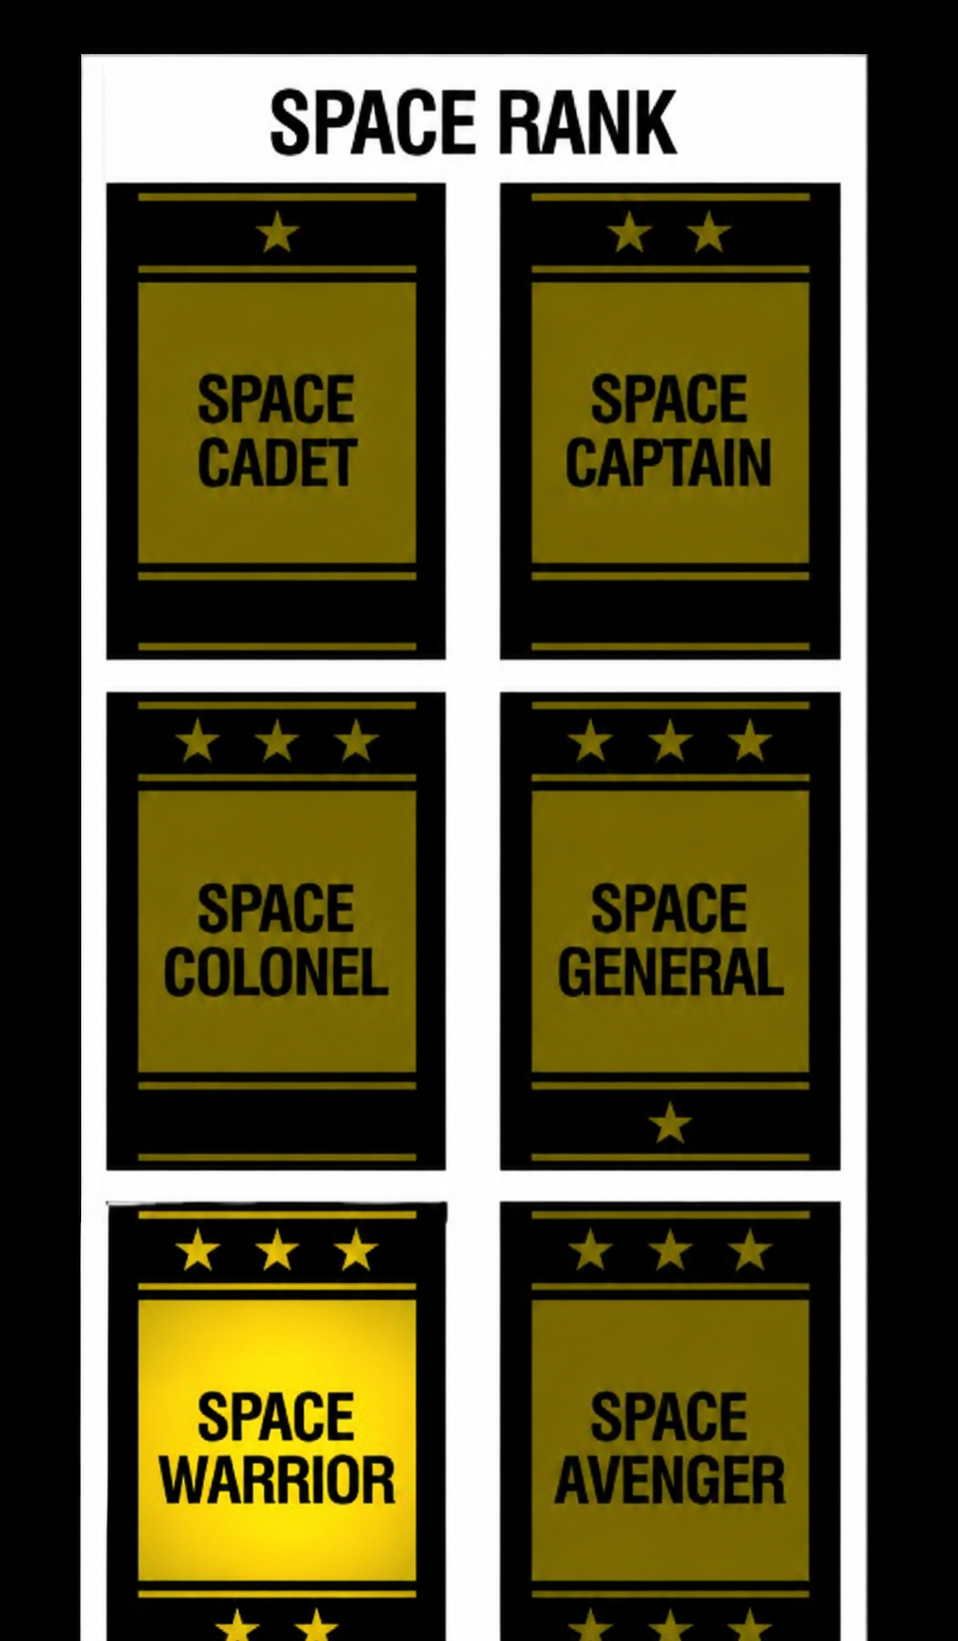 SPACE RANK
SPACE
CADET
SPACE
CAPTAIN
SPACE
COLONEL
SPACE
GENERAL
SPACE
WARRIOR
SPACE
AVENGER